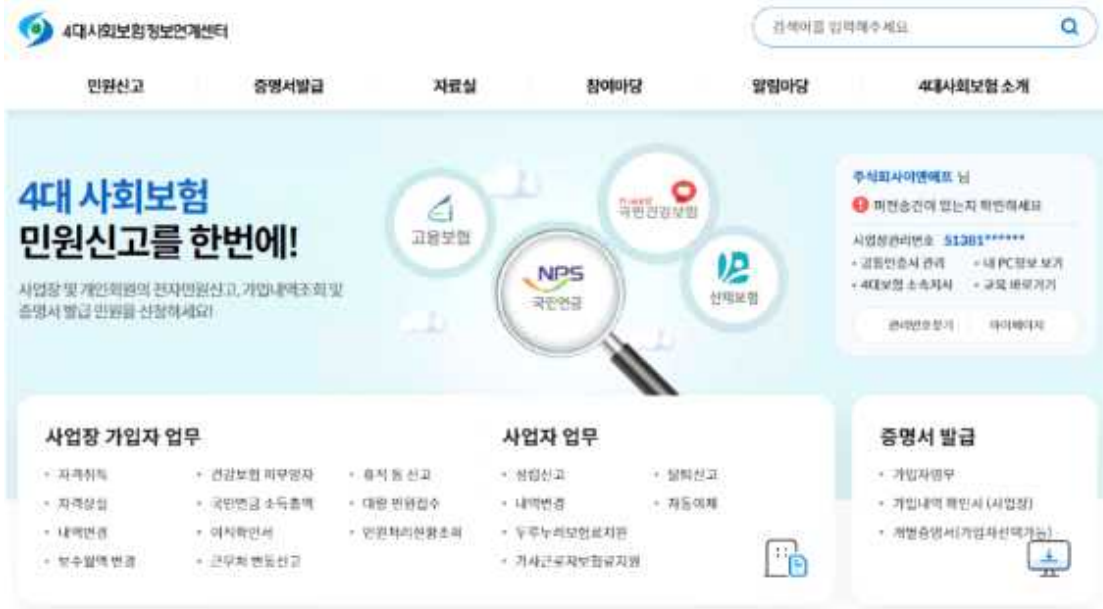 4대사회보험정보연계센터
검색어를 입력해주세요
민원신고 증명서발급 자료실 참여마당 알림마당 4대사회보험 소개
4대 사회보험
민원신고를 한번에!
사업장 및 개인회원의 전자민원신고, 가입내역조회 및
증명서 발급 민원을 신청하세요!
고용보험
NPS
국민연금
국민건강보험
산재보험
주식회사이앤에프 님
퍼현승건이 있는지 확인하세요
사업장관리번호 51381******
공동인증서 관리 내 PC정보 보기
4대보험 소속지사 교육 바로가기
관리번호찾기 마이페이지
사업장 가입자 업무
자격취득 건강보험 피부양자 휴직 등 신고
자격상실 국민연금 소득총액 대량 민원접수
내역변경 이직확인서 민원처리현황조회
보수월액 변경 근무처 변동신고
사업자 업무
성립신고 탈퇴신고
내역변경 자동이체
두루누리보험료지원
가사근로자보험료지원
증명서 발급
가입자명부
가입내역 확인서 (사업장)
개별증명서(가입자선택가능)